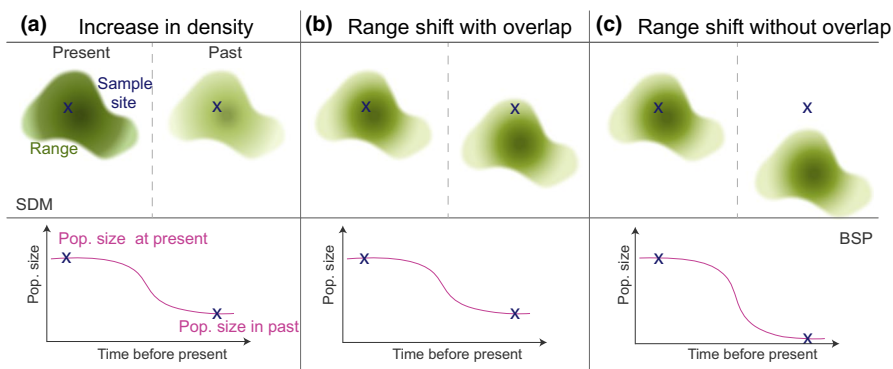 (a) Increase in density
Present
Past
Sample
site
x
x
Range
SDM
Pop. size
Pop. size at present
x
x
Pop. size in past
Time before present
(b) Range shift with overlap
x
x
Pop. size
x
x
Time before present
(c) Range shift without overlap
x
x
BSP
Pop. size
x
x
Time before present